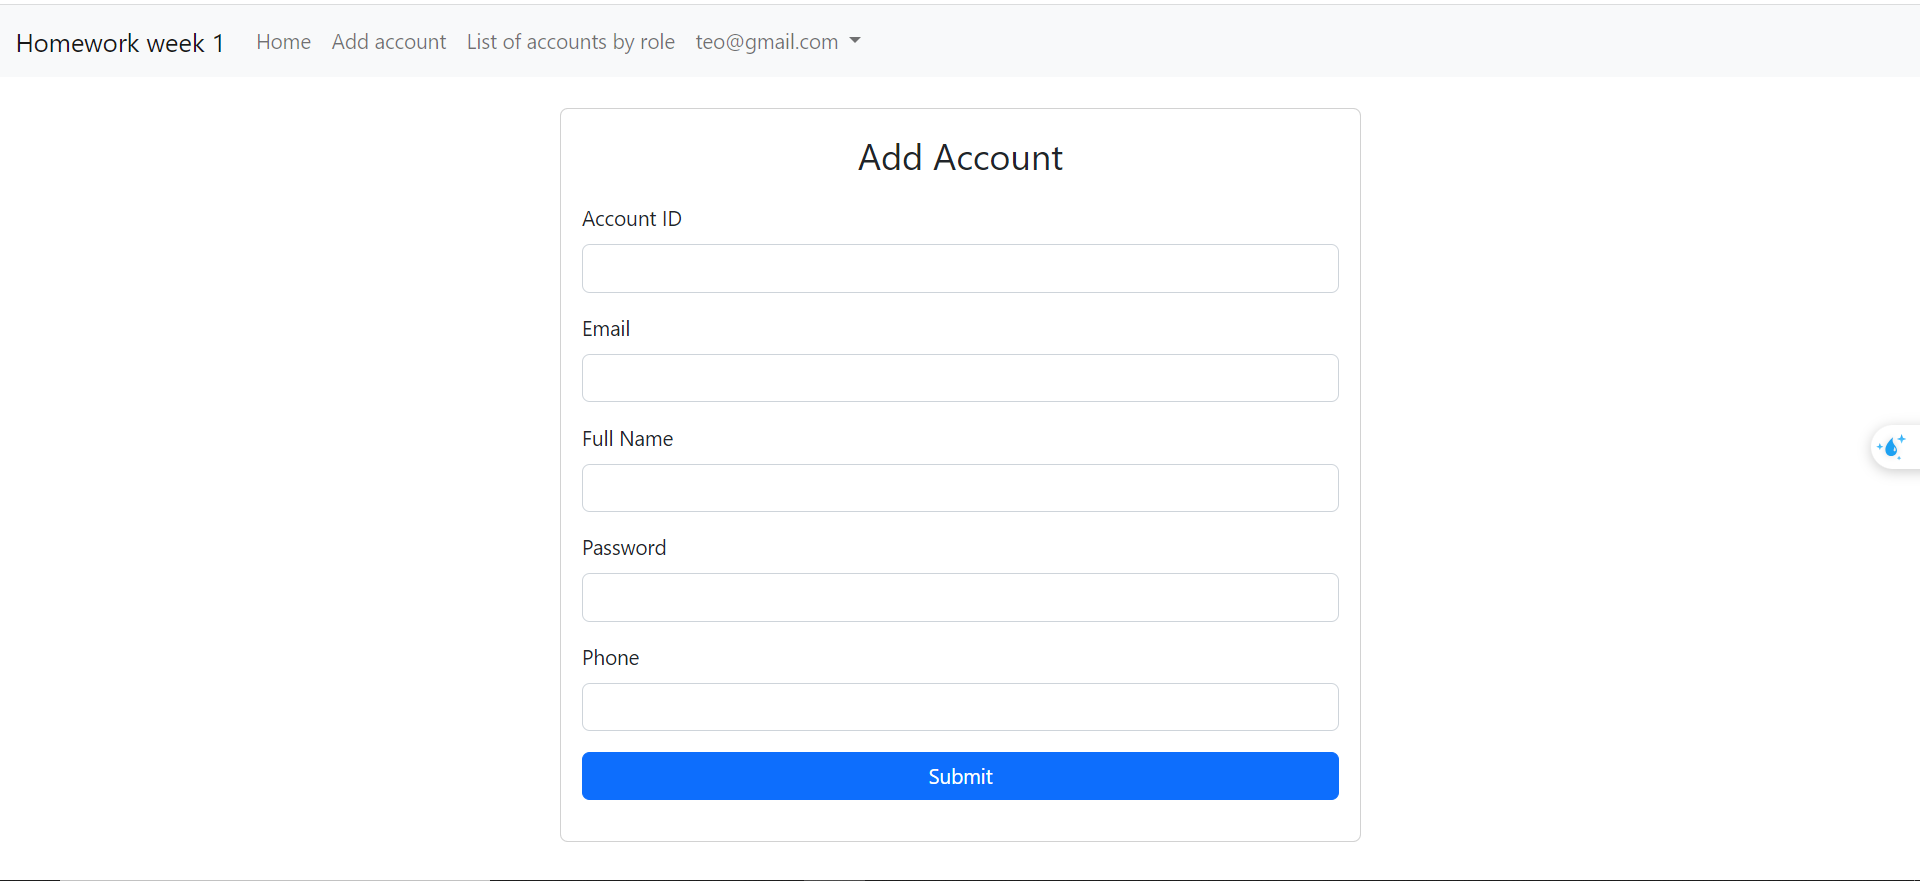 Homework week 1 Home Add account List of accounts by role teo@gmail.com
Add Account
Account ID
Email
Full Name
Password
Phone
Submit